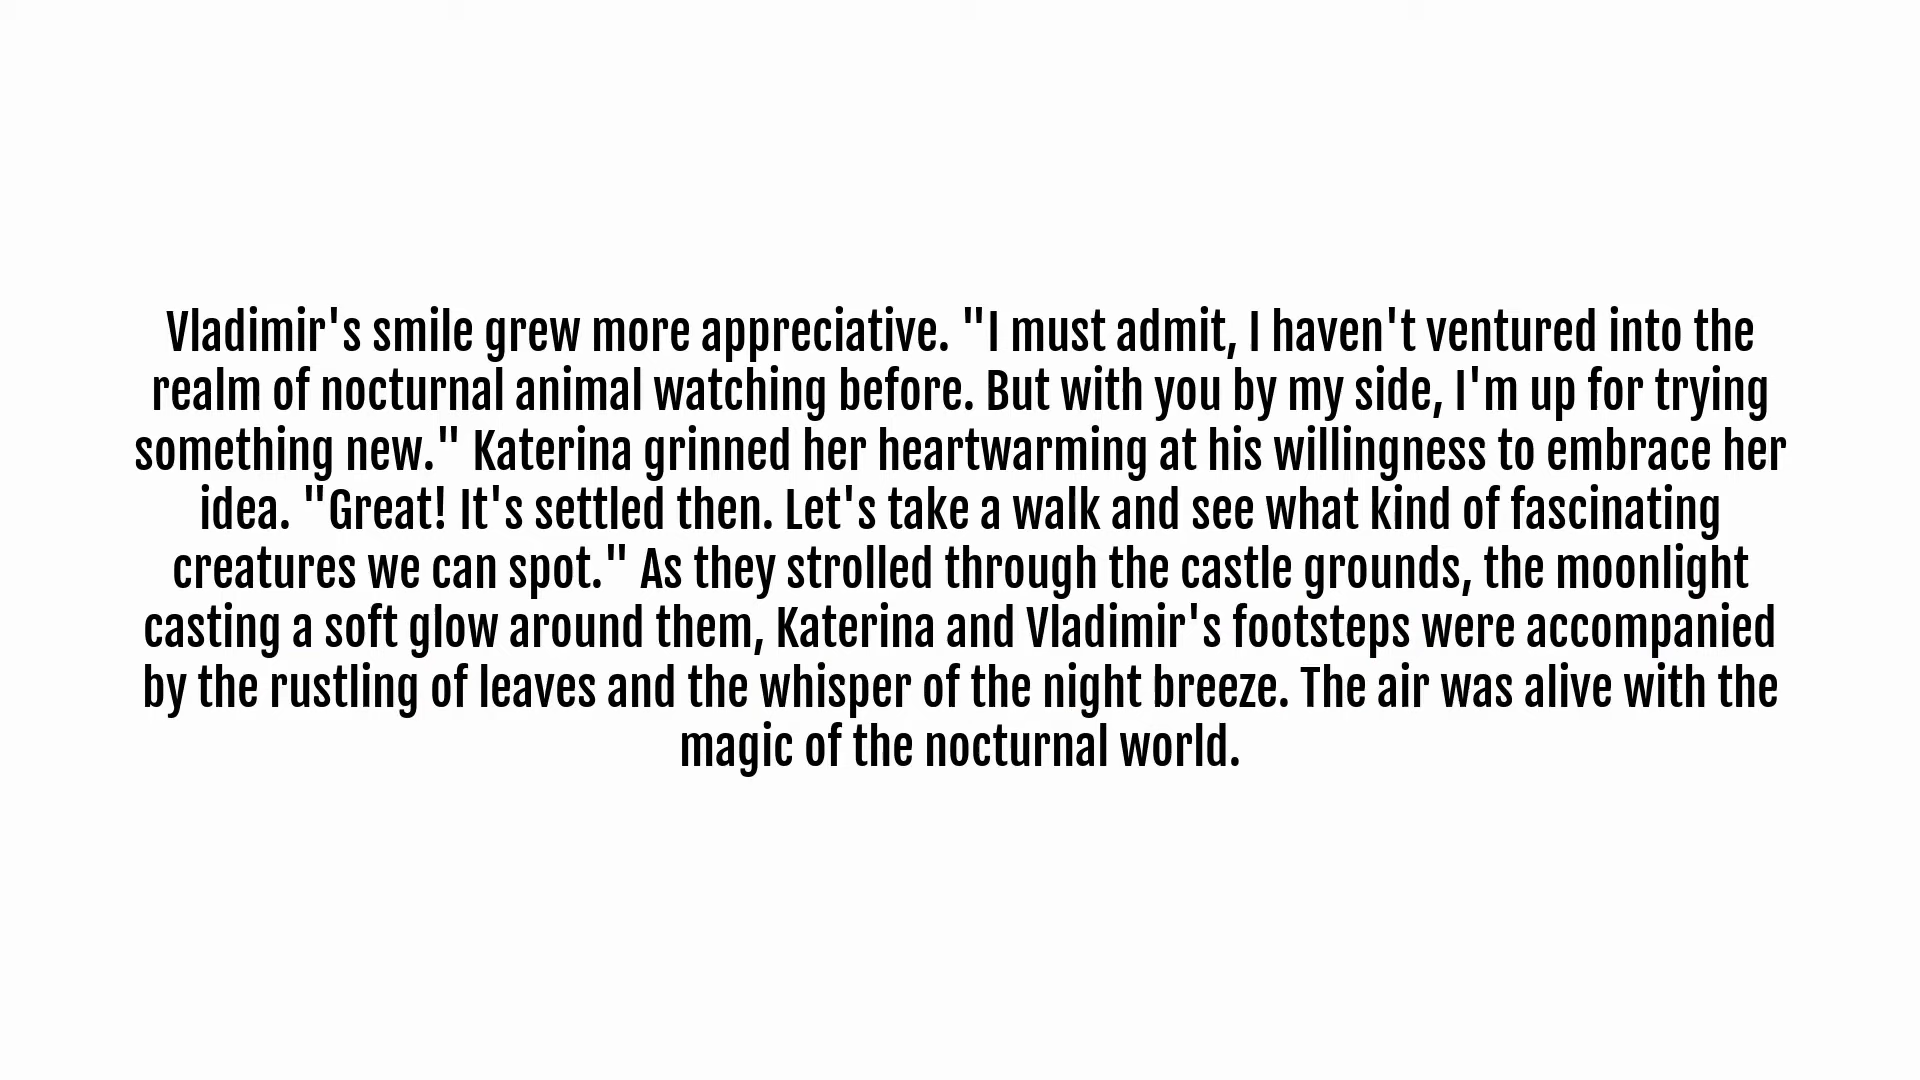 Vladimir's smile grew more appreciative. "I must admit, I haven't ventured into the
realm of nocturnal animal watching before. But with you by my side, I'm up for trying
something new." Katerina grinned her heartwarming at his willingness to embrace her
idea. "Great! It's settled then. Let's take a walk and see what kind of fascinating
creatures we can spot." As they strolled through the castle grounds, the moonlight
casting a soft glow around them, Katerina and Vladimir's footsteps were accompanied
by the rustling of leaves and the whisper of the night breeze. The air was alive with the
magic of the nocturnal world.